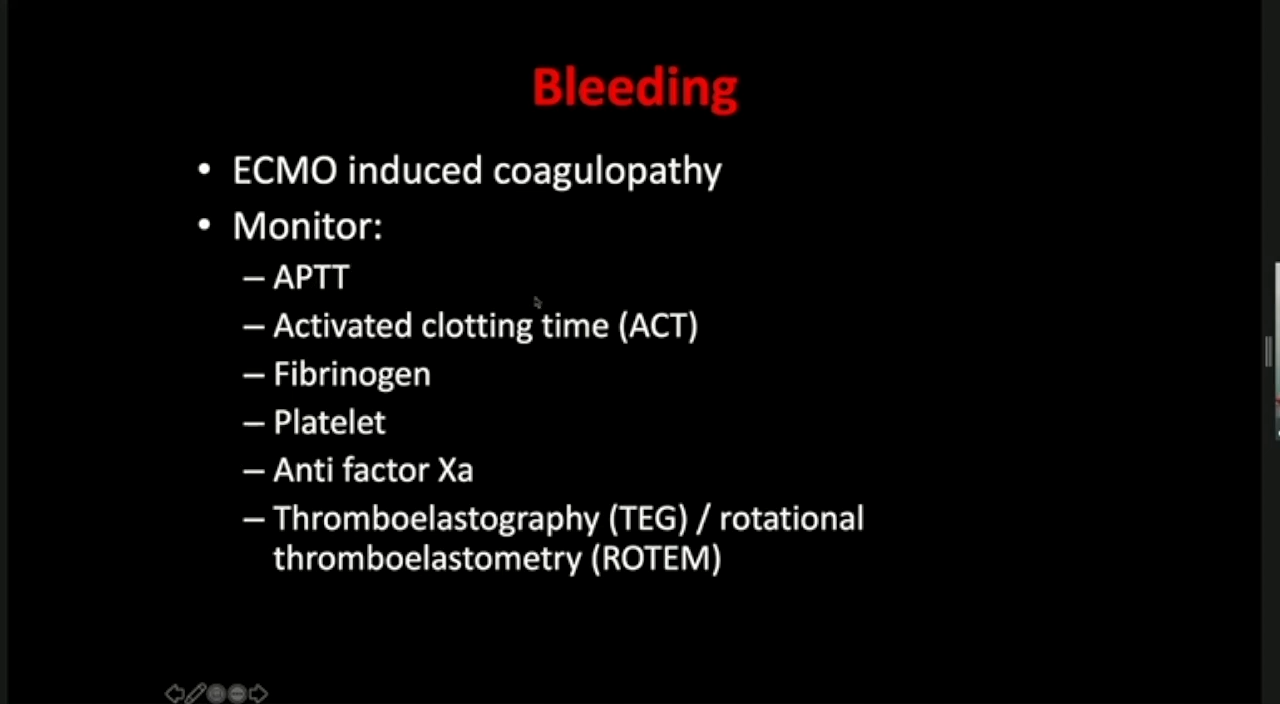 Bleeding
• ECMO induced coagulopathy
• Monitor:
– APTT
– Activated clotting time (ACT)
– Fibrinogen
– Platelet
– Anti factor Xa
– Thromboelastography (TEG) / rotational
thromboelastometry (ROTEM)